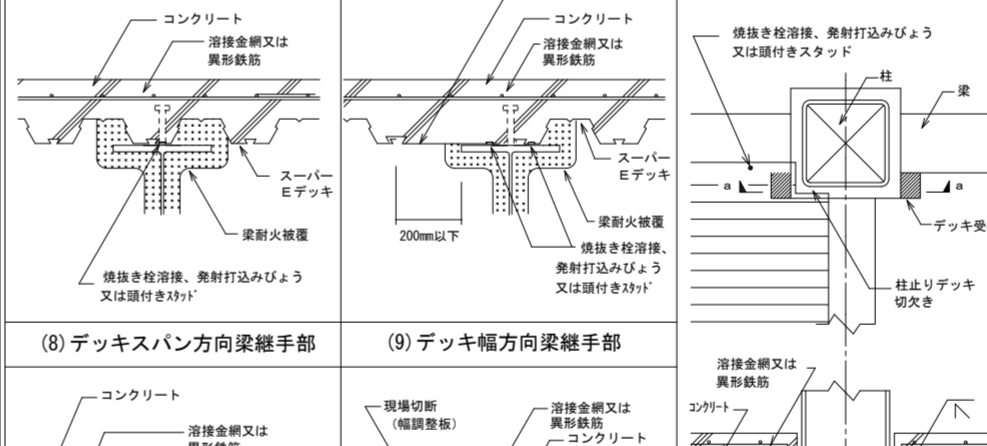 コンクリート
溶接金網又は
異形鉄筋
スーパー
Eデッキ
梁耐火被覆
焼抜き栓溶接、発射打込みびょう
又は頭付きスタッド
(8)デッキスパン方向梁継手部
コンクリート
溶接金網又は
異形鉄筋
スーパー
Eデッキ
200mm以下
梁耐火被覆
焼抜き栓溶接、
発射打込みびょう
又は頭付きスタッド
(9)デッキ幅方向梁継手部
焼抜き栓溶接、発射打込みびょう
又は頭付きスタッド
柱
梁
a
a
デッキ受
柱止りデッキ
切欠き
溶接金網又は
異形鉄筋
コンクリート
コンクリート
溶接金網又は
現場切断
(幅調整板)
溶接金網又は
異形鉄筋
コンクリート